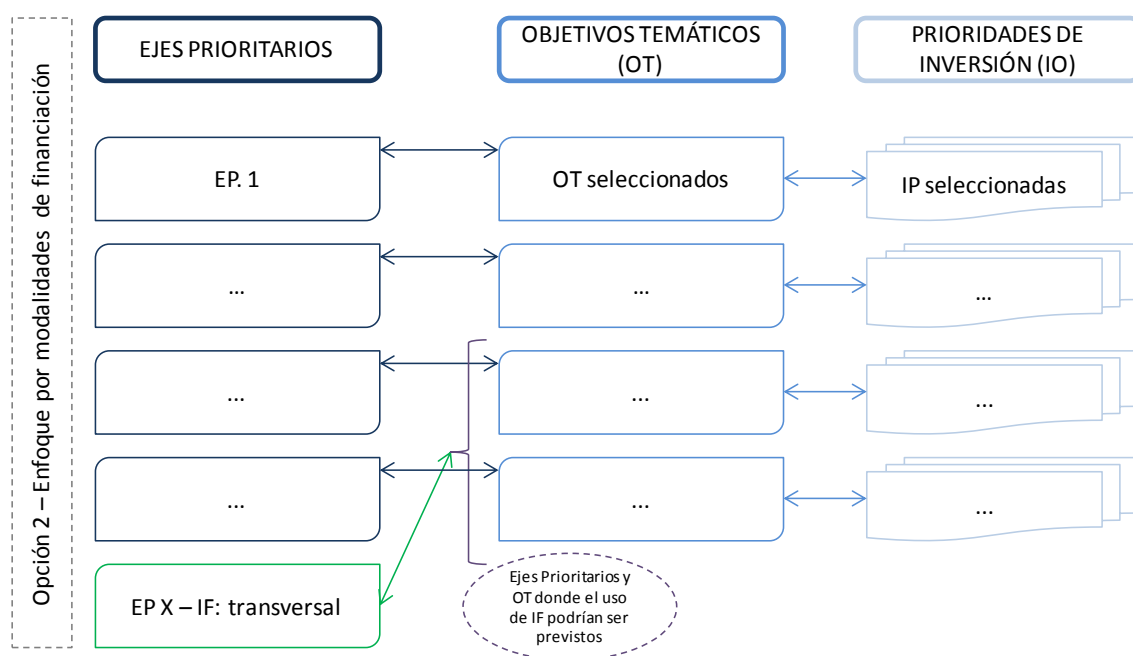 Opción 2 – Enfoque por modalidades de financiación
EJES PRIORITARIOS
OBJETIVOS TEMÁTICOS
(OT)
PRIORIDADES DE
INVERSIÓN (IO)
EP. 1
OT seleccionados
IP seleccionadas
...
...
...
...
...
...
...
...
...
EP X – IF: transversal
Ejes Prioritarios y
OT donde el uso
de IF podrían ser
previstos